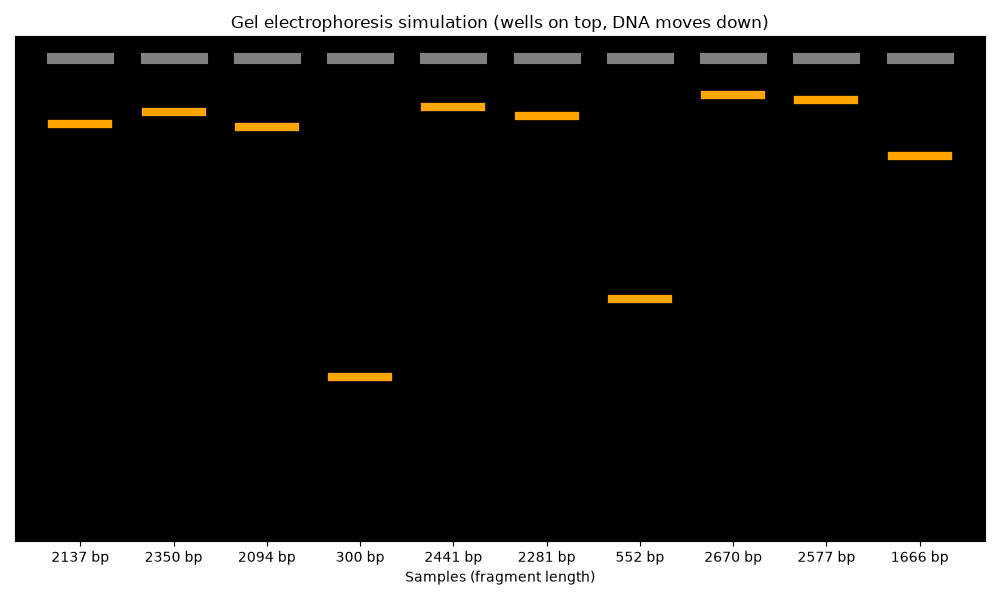 Gel electrophoresis simulation (wells on top, DNA moves down)
2137 bp 2350 bp 2094 bp 300 bp 2441 bp 2281 bp 552 bp 2670 bp 2577 bp 1666 bp
Samples (fragment length)